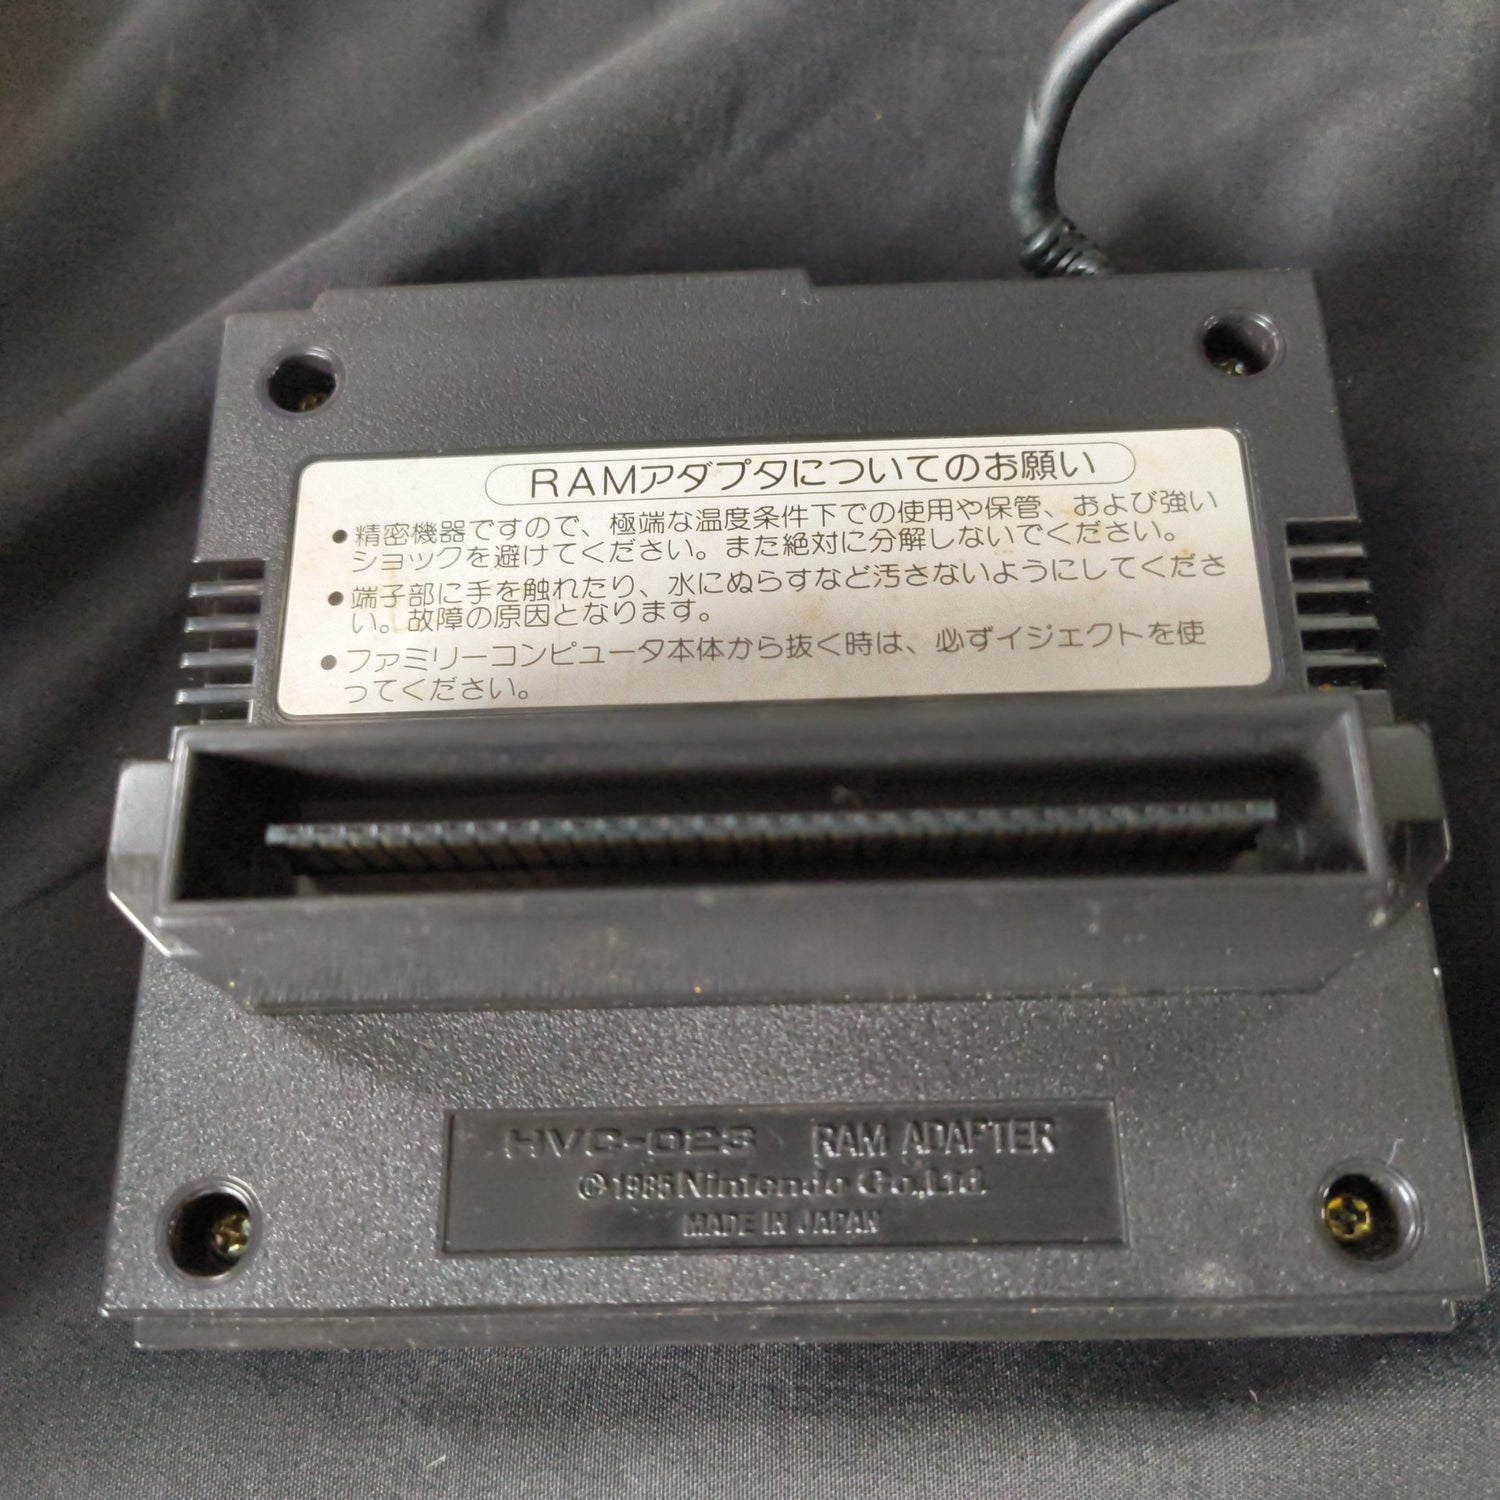 RAMアダプタについてのお願い
●精密機器ですので、極端な温度条件下での使用や保管、および強い
ショックを避けてください。また絶対に分解しないでください。
●端子部に手を触れたり、水にぬらすなど汚さないようにしてくださ
い。故障の原因となります。
●ファミリーコンピュータ本体から抜く時は、必ずイジェクトを使
ってください。
HVC-023 RAM ADAPTER
©1985 Nintendo Co.,Ltd.
MADE IN JAPAN